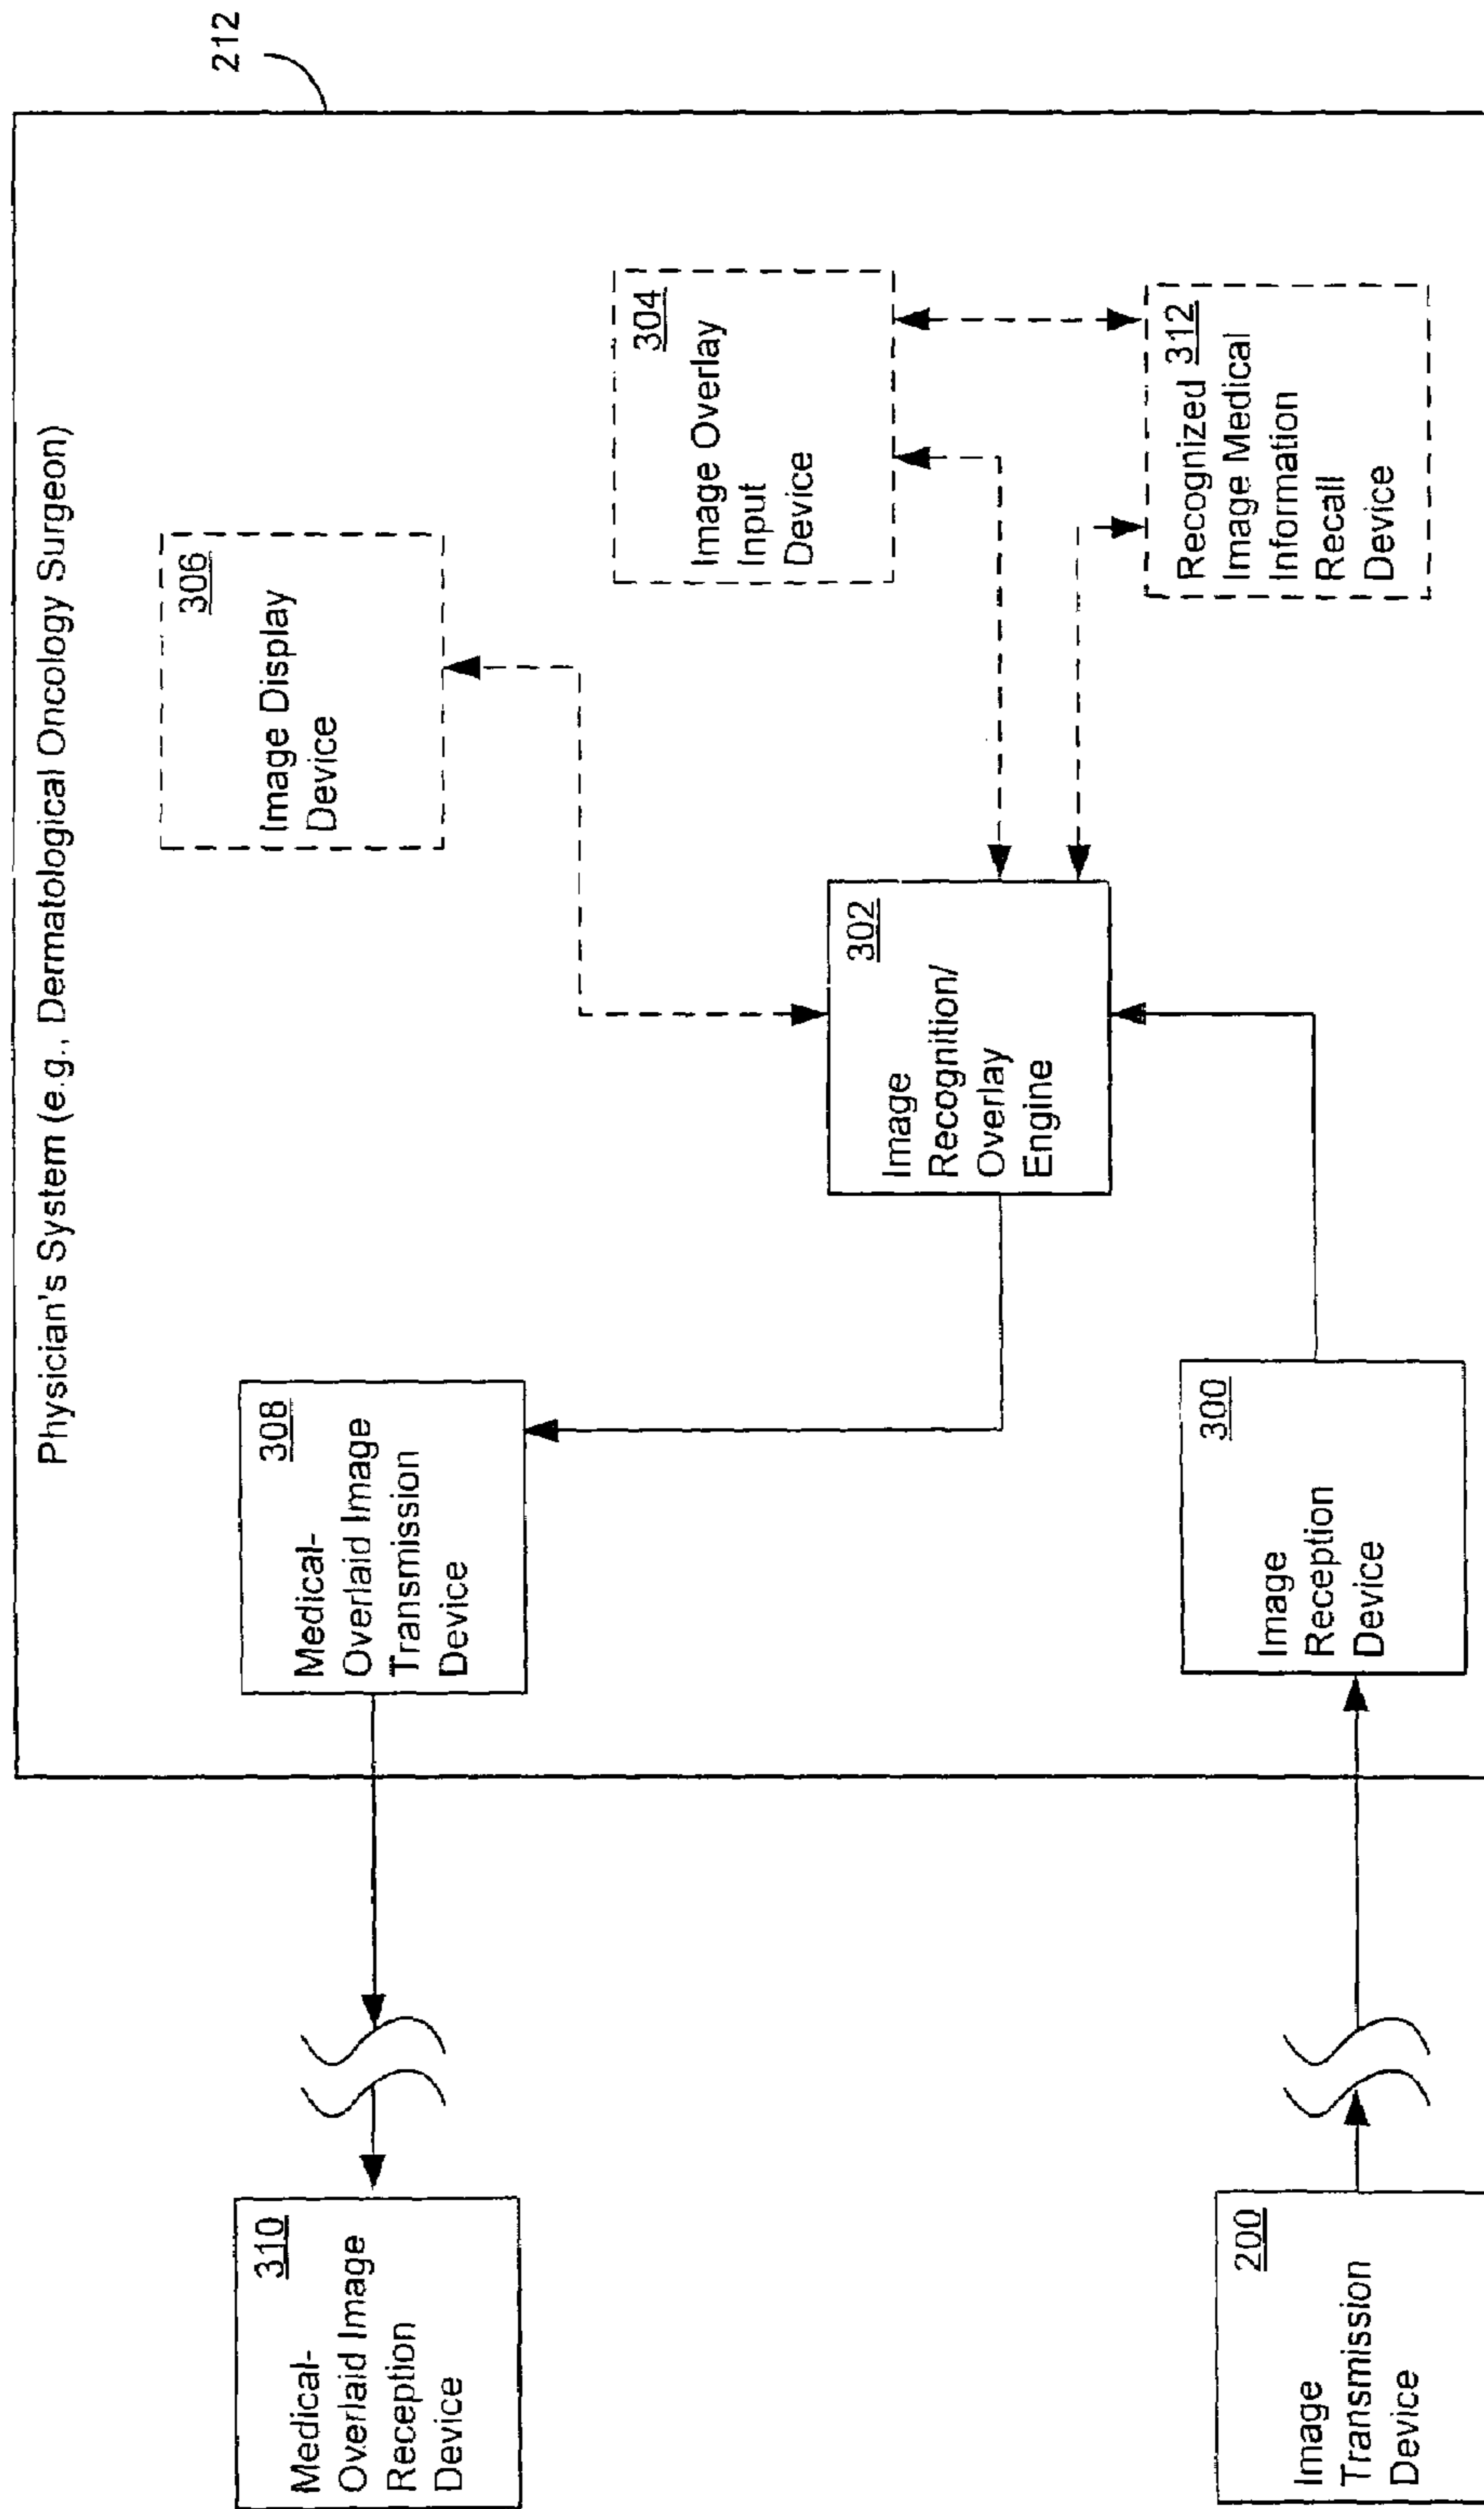 Physician's System (e.g., Dermatological Oncology Surgeon)
212
310
Medical-
Overlaid Image
Reception
Device
308
Medical-
Overlaid Image
Transmission
Device
306
Image Display
Device
304
Image Overlay
Input
Device
302
Image
Recognition/
Overlay
Engine
200
Image
Transmission
Device
300
Image
Reception
Device
Recognized 312
Image Medical
Information
Recall
Device